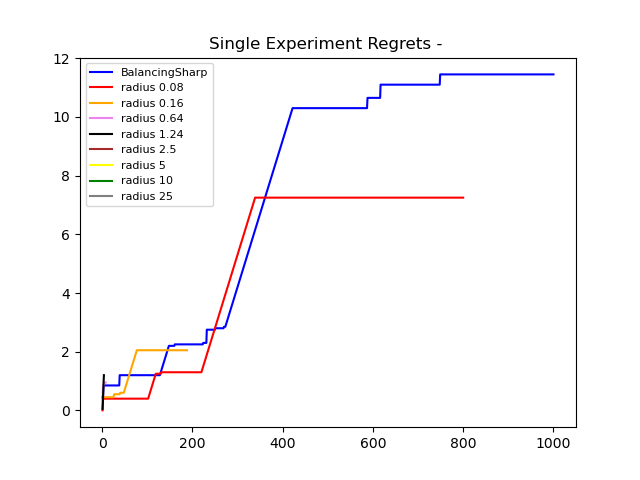 Single Experiment Regrets -
12
10
8
6
4
2
0
BalancingSharp
radius 0.08
radius 0.16
radius 0.64
radius 1.24
radius 2.5
radius 5
radius 10
radius 25
0 200 400 600 800 1000